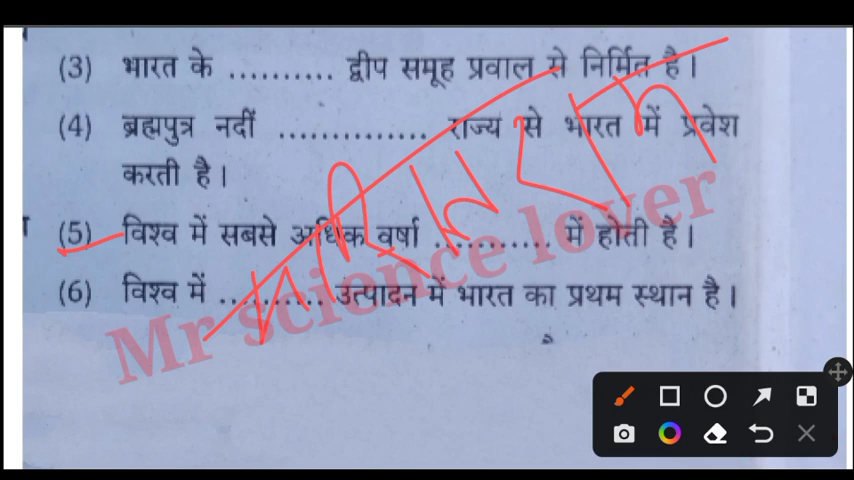 (3) भारत के .......... द्वीप समूह प्रवाल से निर्मित है।
(4) ब्रह्मपुत्र नदीं .............. राज्य से भारत में प्रवेश
करती है।
(5) विश्व में सबसे अधिक वर्षा ........... में होती है।
(6) विश्व में .......... उत्पादन में भारत का प्रथम स्थान है।
Mr science lover